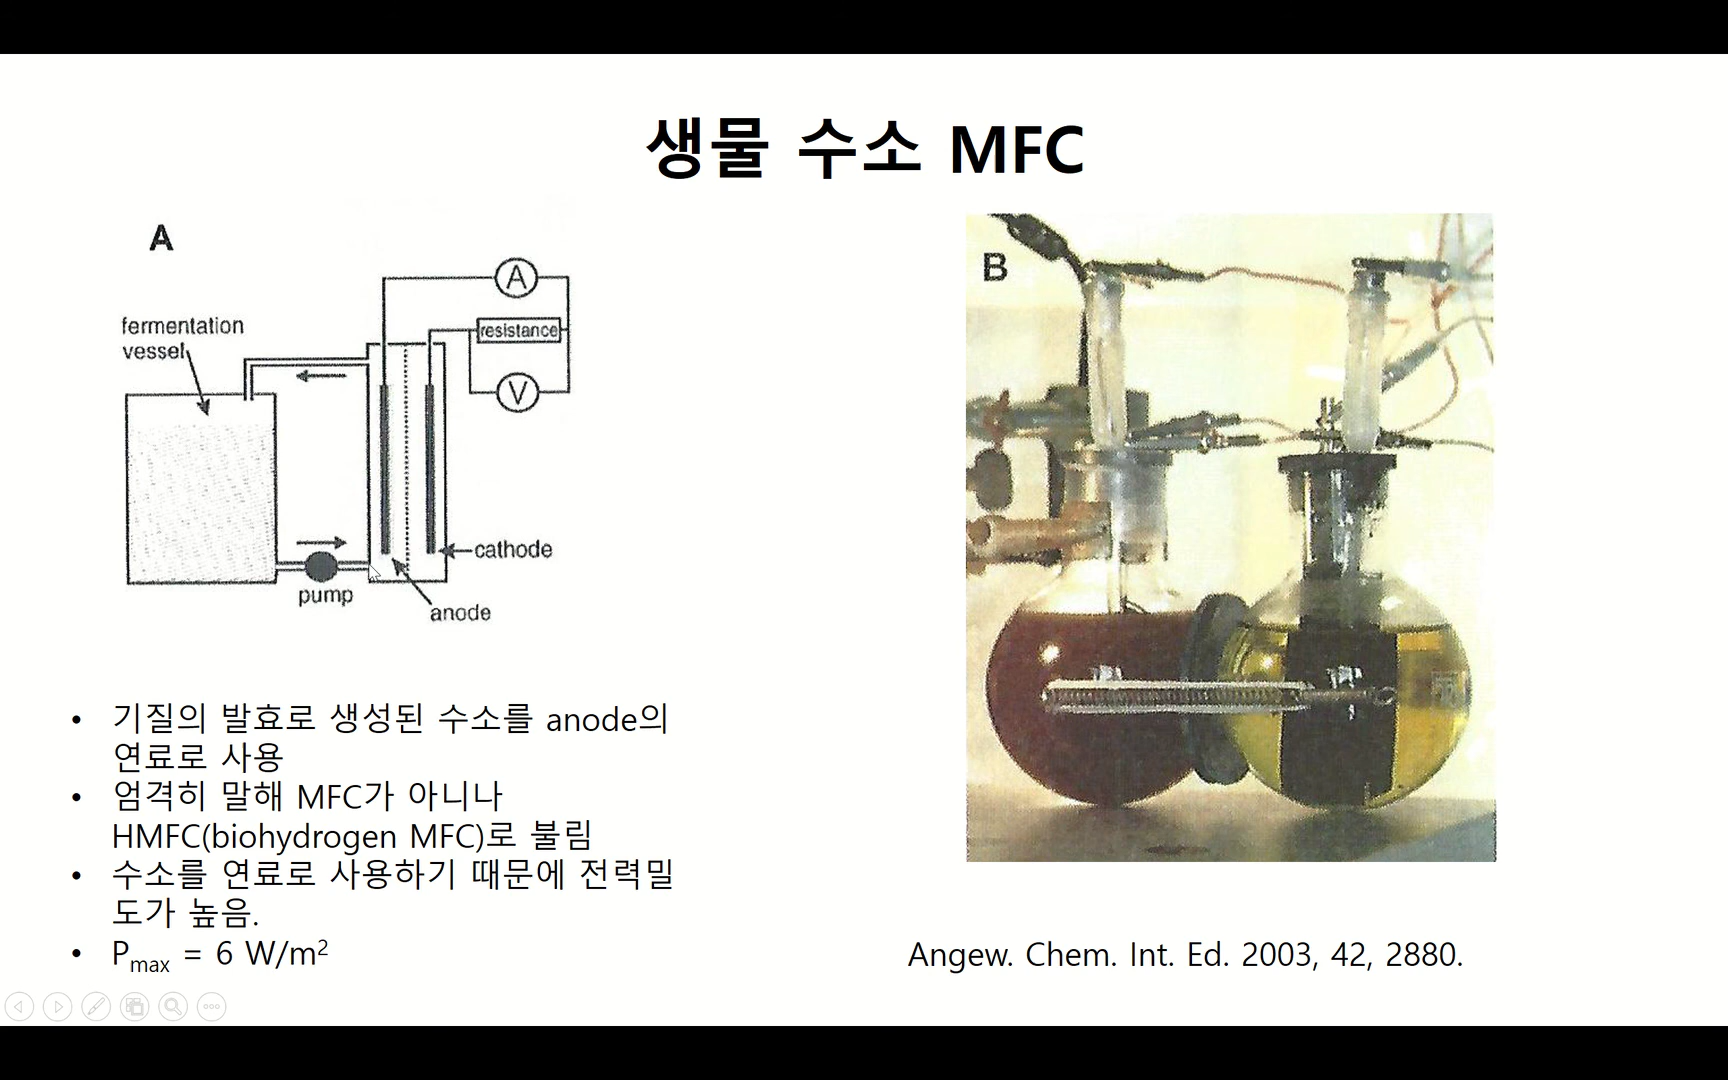 생물 수소 MFC
A
fermentation
vessel
A
resistance
V
cathode
pump
anode
B
• 기질의 발효로 생성된 수소를 anode의
연료로 사용
• 엄격히 말해 MFC가 아니나
HMFC(biohydrogen MFC)로 불림
• 수소를 연료로 사용하기 때문에 전력밀
도가 높음.
• Pmax = 6 W/m²
Angew. Chem. Int. Ed. 2003, 42, 2880.